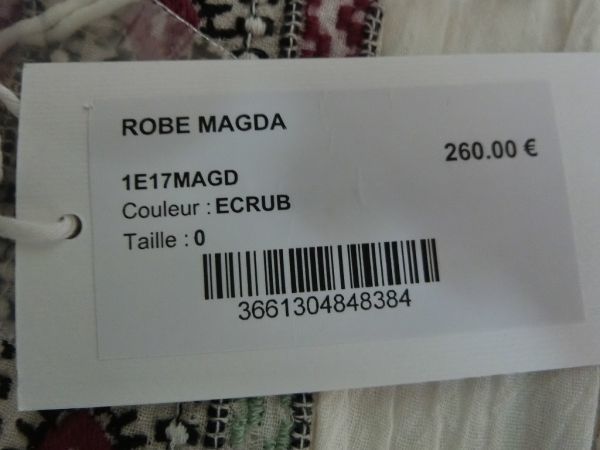 ROBE MAGDA
260.00 €
1E17MAGD
Couleur : ECRUB
Taille : 0
3661304848384